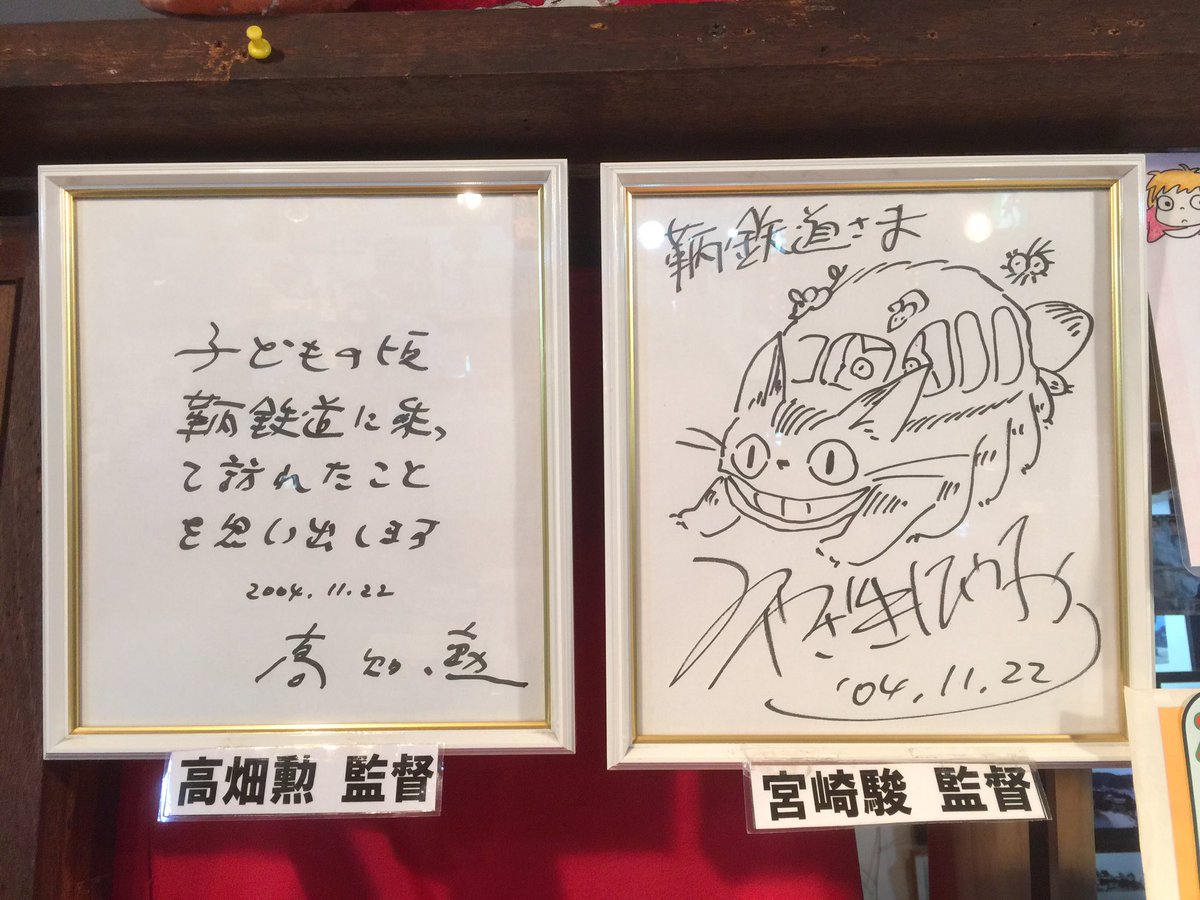 子どもの頃
鞆鉄道に乗っ
て訪れたこと
を思い出します
2004.11.22
高畑勲
高畑勲 監督
鞆鉄道さま
みやざきはやお
'04.11.22
宮崎駿 監督